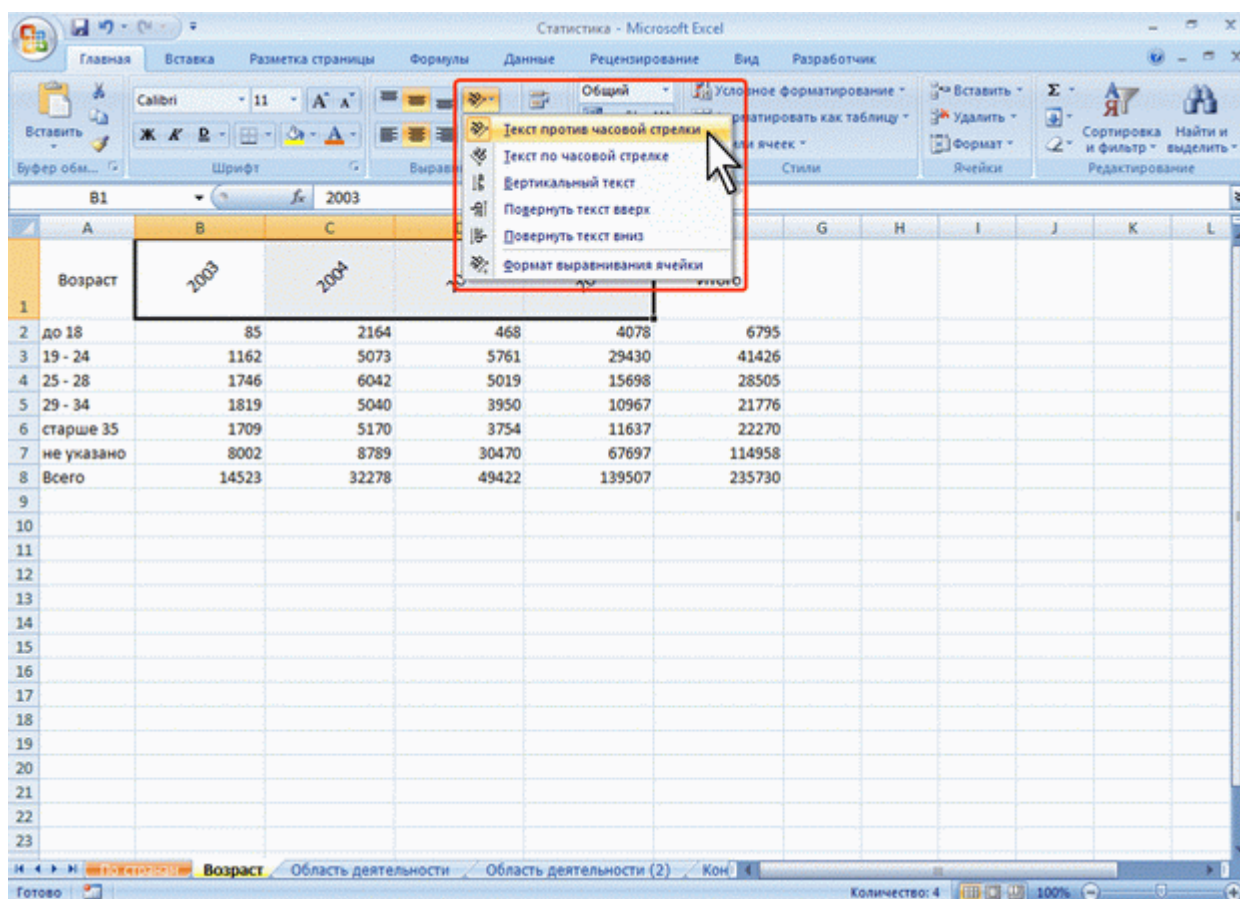 Статистика - Microsoft Excel
Главная Вставка Разметка страницы Формулы Данные Рецензирование Вид Разработчик
Вставить
Calibri 11 А А
Ж К Ч
Общий
Условное форматирование
Вставить
Удалить
Формат
Σ
Сортировка и фильтр
Найти и выделить
Буфер обм... Шрифт Стили Ячейки Редактирование
Текст против часовой стрелки
Текст по часовой стрелке
Вертикальный текст
Повернуть текст вверх
Повернуть текст вниз
Формат выравнивания ячейки
B1 fx 2003
A B C G H I J K L
1 Возраст 2003 2004
2 до 18 85 2164 468 4078 6795
3 19 - 24 1162 5073 5761 29430 41426
4 25 - 28 1746 6042 5019 15698 28505
5 29 - 34 1819 5040 3950 10967 21776
6 старше 35 1709 5170 3754 11637 22270
7 не указано 8002 8789 30470 67697 114958
8 Всего 14523 32278 49422 139507 235730
9
10
11
12
13
14
15
16
17
18
19
20
21
22
23
По странам Возраст Область деятельности Область деятельности (2) Кон
Готово Количество: 4 100%